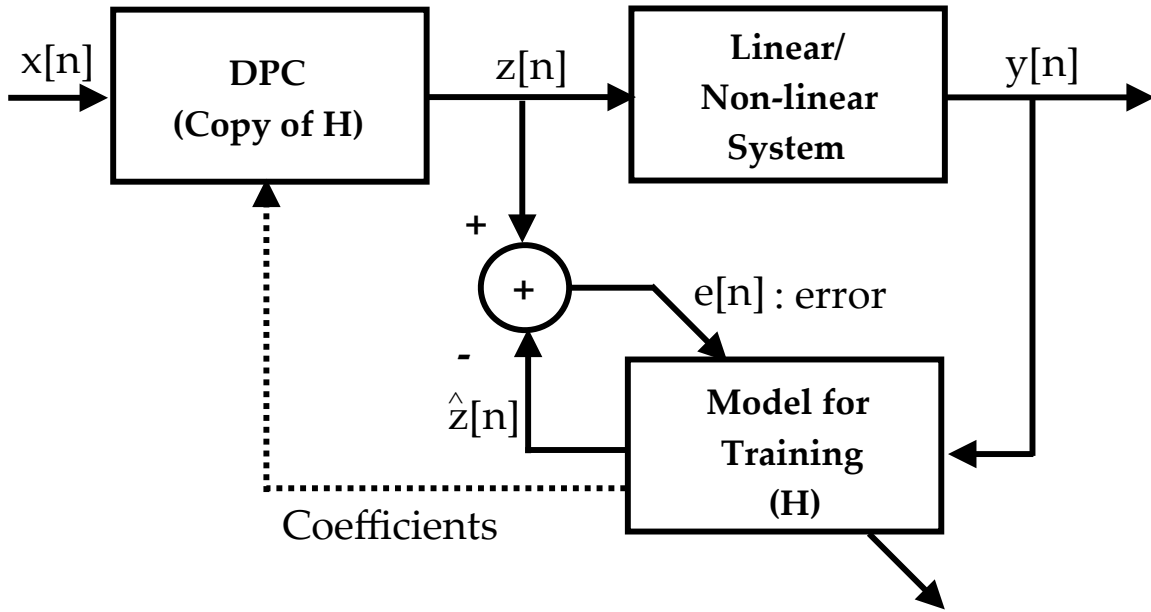 x[n]
DPC
(Copy of H)
z[n]
Linear/
Non-linear
System
y[n]
+
+
e[n] : error
-
ẑ[n]
Model for
Training
(H)
Coefficients